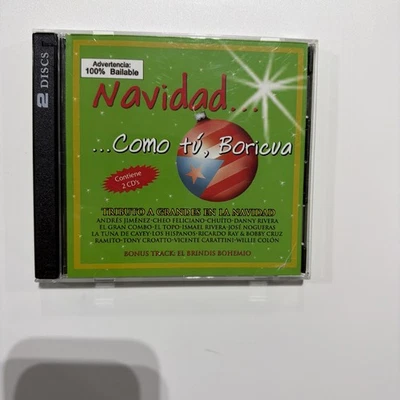 2 DISCS
Advertencia:
100% Bailable
Navidad...
...Como tú, Boricua
Contiene
2 CD's
TRIBUTO A GRANDES EN LA NAVIDAD
ANDRÉS JIMÉNEZ·CHEO FELICIANO·CHUITO·DANNY RIVERA
EL GRAN COMBO·EL TOPO·ISMAEL RIVERA·JOSÉ NOGUERAS
LA TUNA DE CAYEY·LOS HISPANOS·RICARDO RAY & BOBBY CRUZ
RAMITO·TONY CROATTO·VICENTE CARATTINI·WILLIE COLÓN
BONUS TRACK: EL BRINDIS BOHEMIO